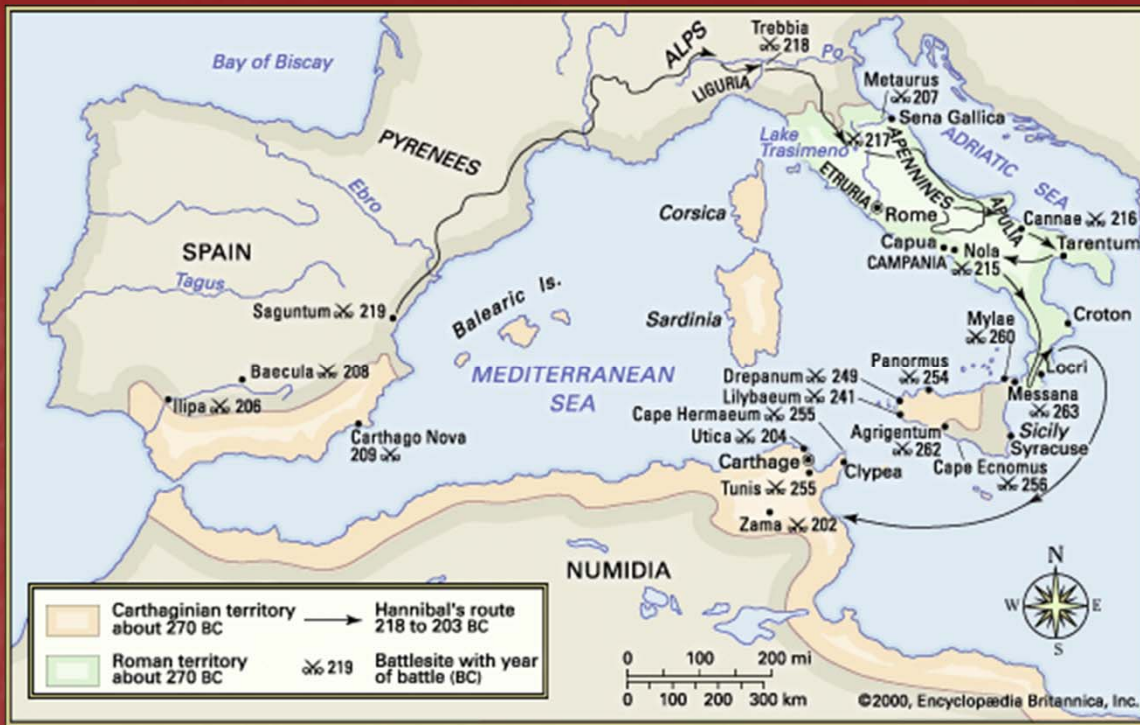 Bay of Biscay
PYRENEES
Ebro
SPAIN
Tagus
Saguntum 219
Baecula 208
Ilipa 206
Carthago Nova
209
Balearic Is.
MEDITERRANEAN
SEA
ALPS
LIGURIA
Trebbia
218
Po
Metaurus
207
Sena Gallica
Lake
Trasimeno
217
ADRIATIC SEA
APENNINES
ETRURIA
Rome
APULIA
Cannae 216
Capua
Nola
CAMPANIA 215
Tarentum
Corsica
Sardinia
Croton
Mylae
260
Locri
Panormus
254
Messana
263
Drepanum 249
Lilybaeum 241
Cape Hermaeum 255
Utica 204
Agrigentum
262
Sicily
Syracuse
Cape Ecnomus
256
Carthage
Clypea
Tunis 255
Zama 202
NUMIDIA
N
W E
S
Carthaginian territory
about 270 BC
Hannibal's route
218 to 203 BC
Roman territory
about 270 BC
219 Battlesite with year
of battle (BC)
0 100 200 mi
0 100 200 300 km
©2000, Encyclopædia Britannica, Inc.